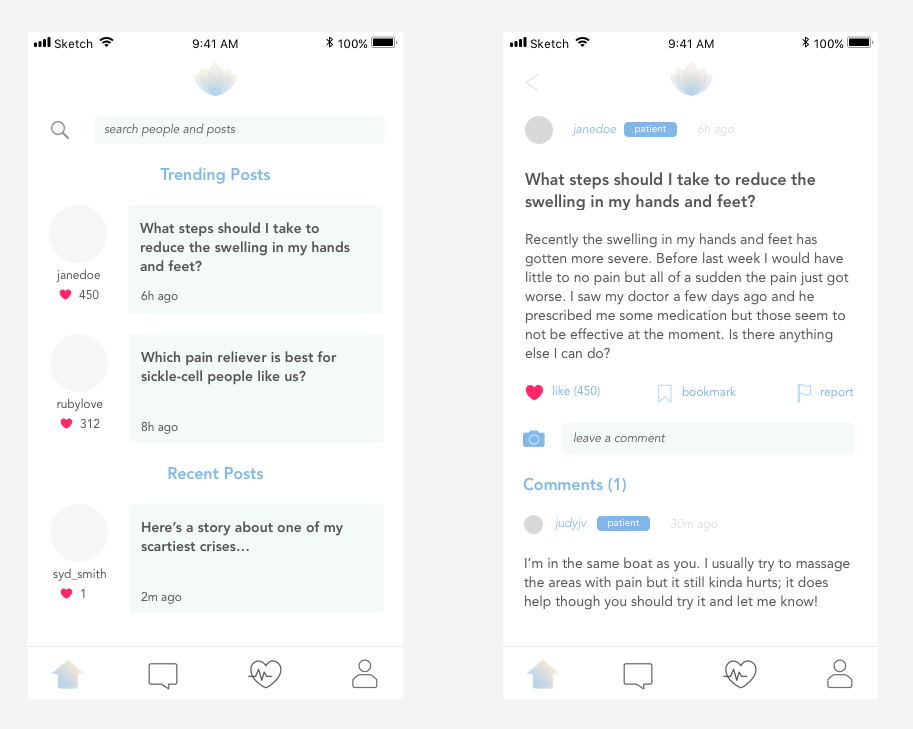 Sketch 9:41 AM 100%
search people and posts
Trending Posts
What steps should I take to
reduce the swelling in my hands
and feet?
janedoe
450
6h ago
Which pain reliever is best for
sickle-cell people like us?
rubylove
312
8h ago
Recent Posts
Here's a story about one of my
scartiest crises...
syd_smith
1
2m ago
Sketch 9:41 AM 100%
janedoe patient 6h ago
What steps should I take to reduce the
swelling in my hands and feet?
Recently the swelling in my hands and feet has
gotten more severe. Before last week I would have
little to no pain but all of a sudden the pain just got
worse. I saw my doctor a few days ago and he
prescribed me some medication but those seem to
not be effective at the moment. Is there anything
else I can do?
like (450) bookmark report
leave a comment
Comments (1)
judyjv patient 30m ago
I'm in the same boat as you. I usually try to massage
the areas with pain but it still kinda hurts; it does
help though you should try it and let me know!